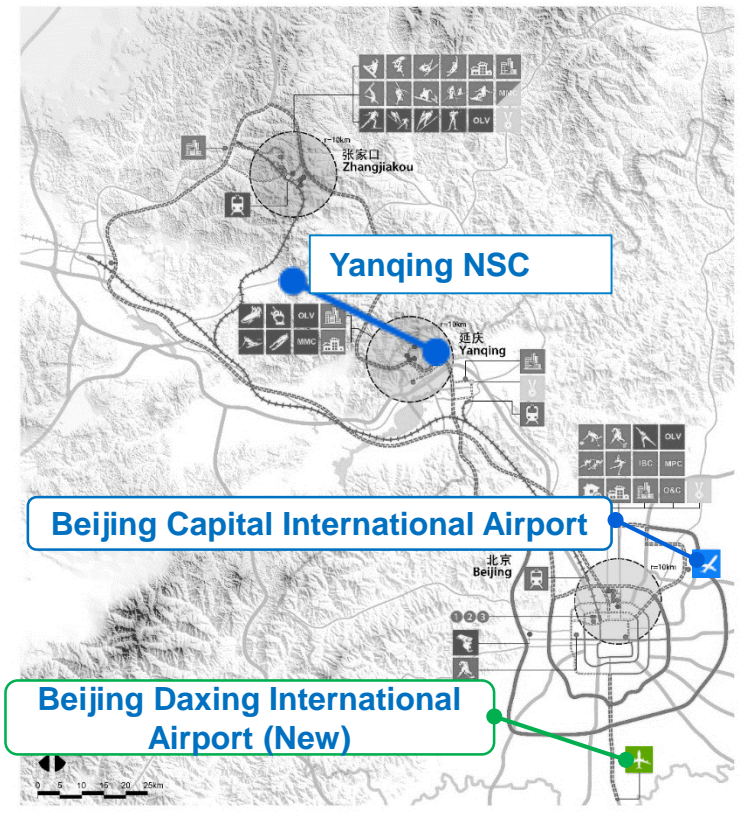 MMC
OLV
r=10km
张家口
Zhangjiakou
Yanqing NSC
OLV
MMC
r=10km
延庆
Yanqing
OLV
IBC
MPC
O&C
Beijing Capital International Airport
北京
Beijing
r=10km
1 2 3
Beijing Daxing International
Airport (New)
0 5 10 15 20 25km